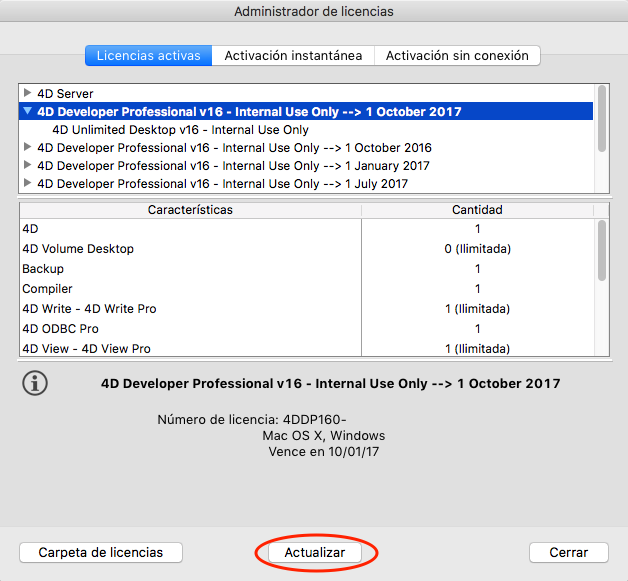 Administrador de licencias
Licencias activas Activación instantánea Activación sin conexión
4D Server
4D Developer Professional v16 - Internal Use Only --> 1 October 2017
4D Unlimited Desktop v16 - Internal Use Only
4D Developer Professional v16 - Internal Use Only --> 1 October 2016
4D Developer Professional v16 - Internal Use Only --> 1 January 2017
4D Developer Professional v16 - Internal Use Only --> 1 July 2017
Características Cantidad
4D 1
4D Volume Desktop 0 (Ilimitada)
Backup 1
Compiler 1
4D Write - 4D Write Pro 1 (Ilimitada)
4D ODBC Pro 1
4D View - 4D View Pro 1 (Ilimitada)
4D Developer Professional v16 - Internal Use Only --> 1 October 2017
Número de licencia: 4DDP160-
Mac OS X, Windows
Vence en 10/01/17
Carpeta de licencias Actualizar Cerrar